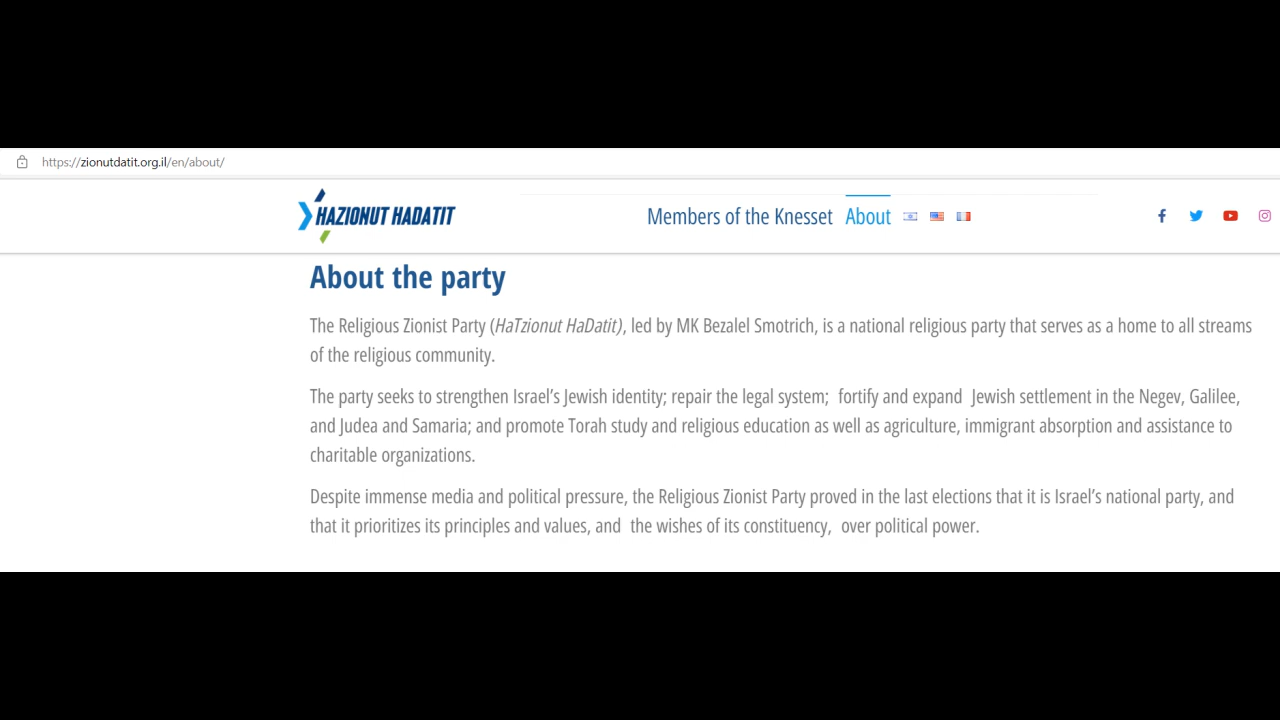 https://zionutdatit.org.il/en/about/
HAZIONUT HADATIT
Members of the Knesset About
About the party
The Religious Zionist Party (HaTzionut HaDatit), led by MK Bezalel Smotrich, is a national religious party that serves as a home to all streams
of the religious community.
The party seeks to strengthen Israel’s Jewish identity; repair the legal system; fortify and expand Jewish settlement in the Negev, Galilee,
and Judea and Samaria; and promote Torah study and religious education as well as agriculture, immigrant absorption and assistance to
charitable organizations.
Despite immense media and political pressure, the Religious Zionist Party proved in the last elections that it is Israel’s national party, and
that it prioritizes its principles and values, and the wishes of its constituency, over political power.